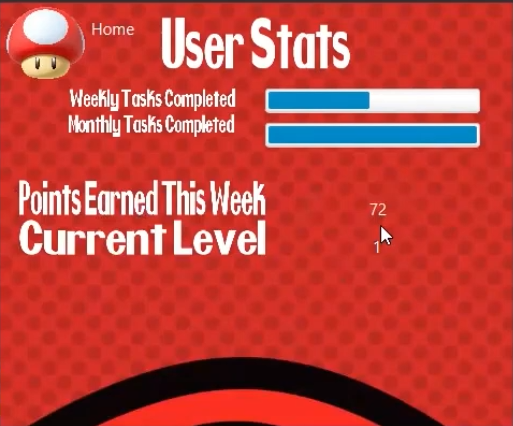 Home
User Stats
Weekly Tasks Completed
Monthly Tasks Completed
Points Earned This Week 72
Current Level 1